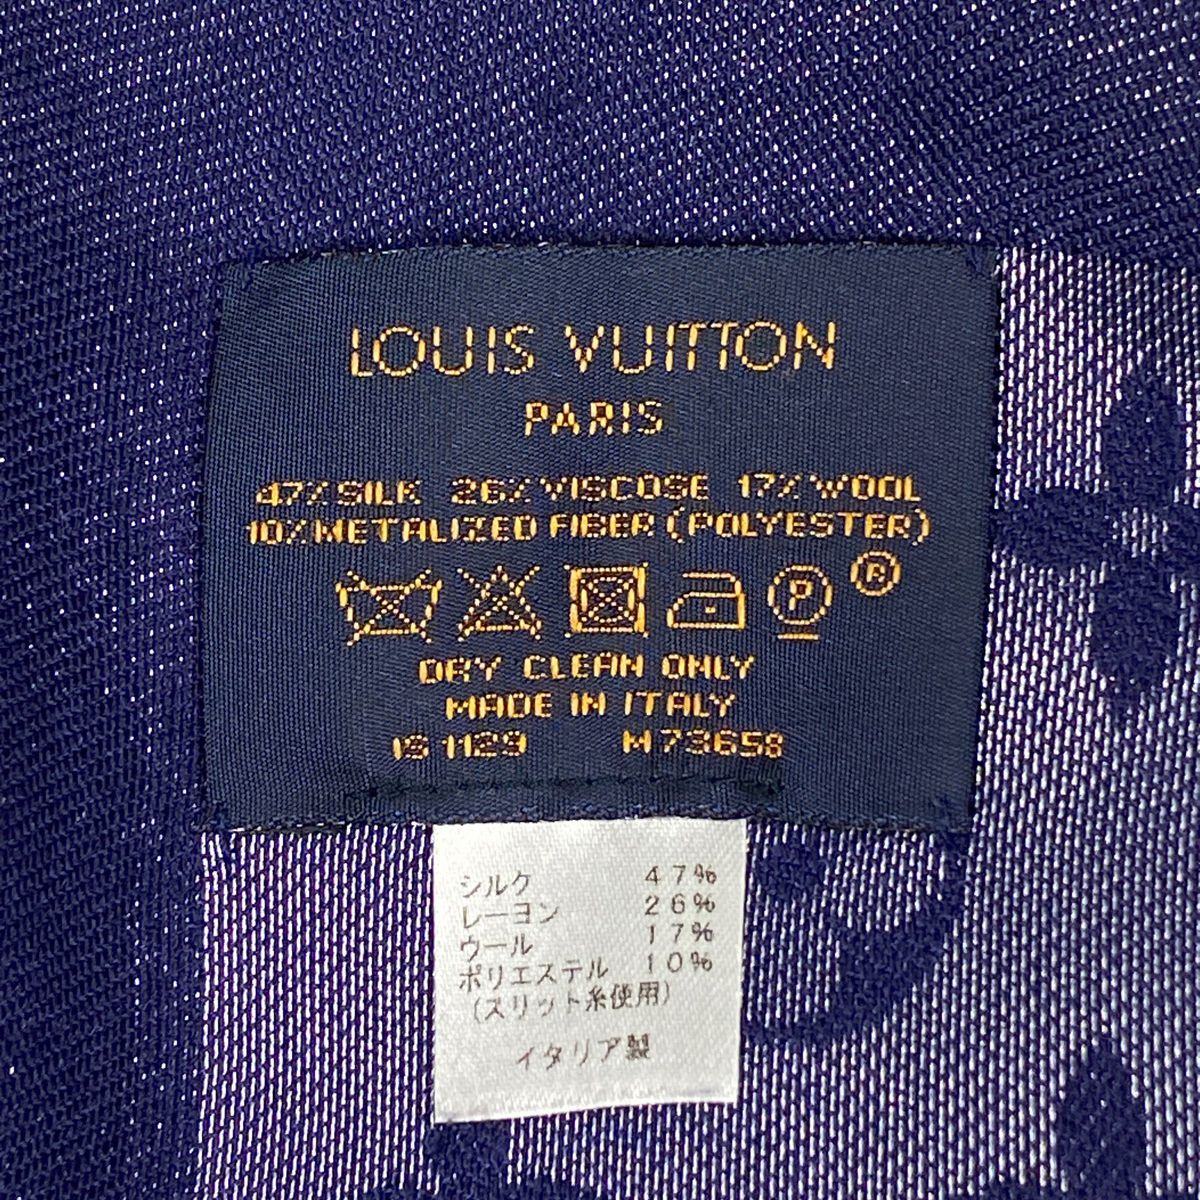 LOUIS VUITTON
PARIS
47% SILK 26% VISCOSE 17% WOOL
10% METALIZED FIBER (POLYESTER)
P ®
DRY CLEAN ONLY
MADE IN ITALY
IS 1129 M73658
シルク 47%
レーヨン 26%
ウール 17%
ポリエステル 10%
(スリット糸使用)
イタリア製